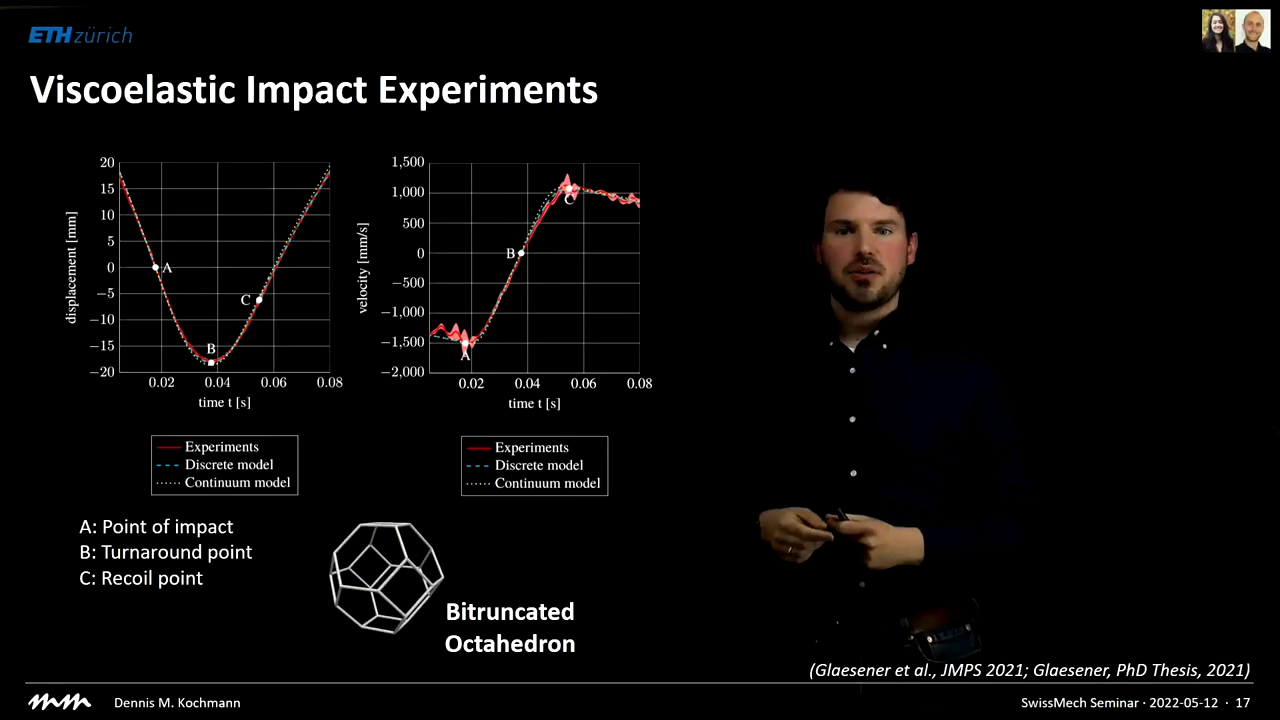 ETH zürich
Viscoelastic Impact Experiments
20
15
10
5
0
−5
−10
−15
−20
displacement [mm]
A
B
C
0.02
0.04
0.06
0.08
time t [s]
Experiments
Discrete model
Continuum model
1,500
1,000
500
0
−500
−1,000
−1,500
−2,000
velocity [mm/s]
A
B
C
0.02
0.04
0.06
0.08
time t [s]
Experiments
Discrete model
Continuum model
A: Point of impact
B: Turnaround point
C: Recoil point
Bitruncated
Octahedron
(Glaesener et al., JMPS 2021; Glaesener, PhD Thesis, 2021)
Dennis M. Kochmann
SwissMech Seminar · 2022-05-12 · 17